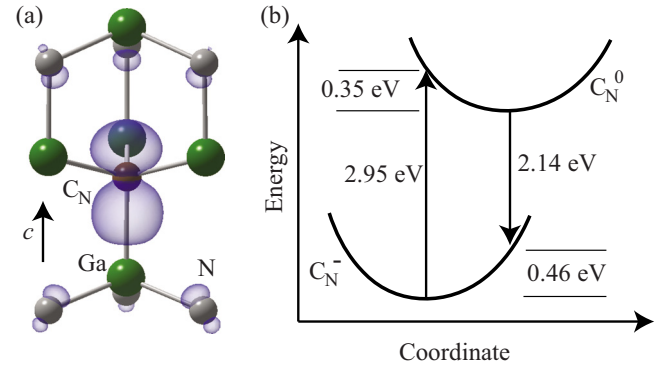 (a)
(b)
C_N
c
Ga
N
Energy
0.35 eV
2.95 eV
C_N^0
2.14 eV
C_N^-
0.46 eV
Coordinate